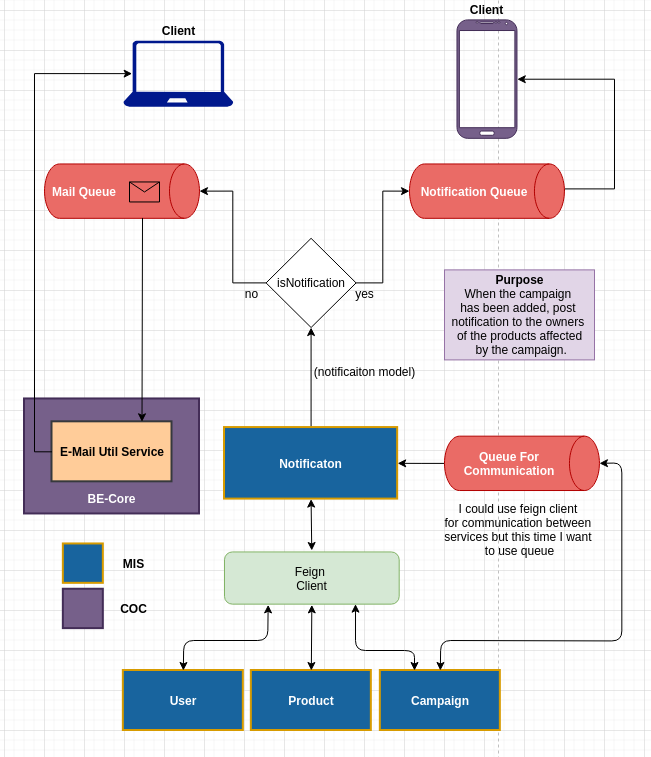 Client
Client
Mail Queue
Notification Queue
isNotification
no
yes
Purpose
When the campaign
has been added, post
notification to the owners
of the products affected
by the campaign.
(notificaiton model)
E-Mail Util Service
BE-Core
Notificaton
Queue For
Communication
I could use feign client
for communication between
services but this time I want
to use queue
Feign
Client
MIS
COC
User
Product
Campaign